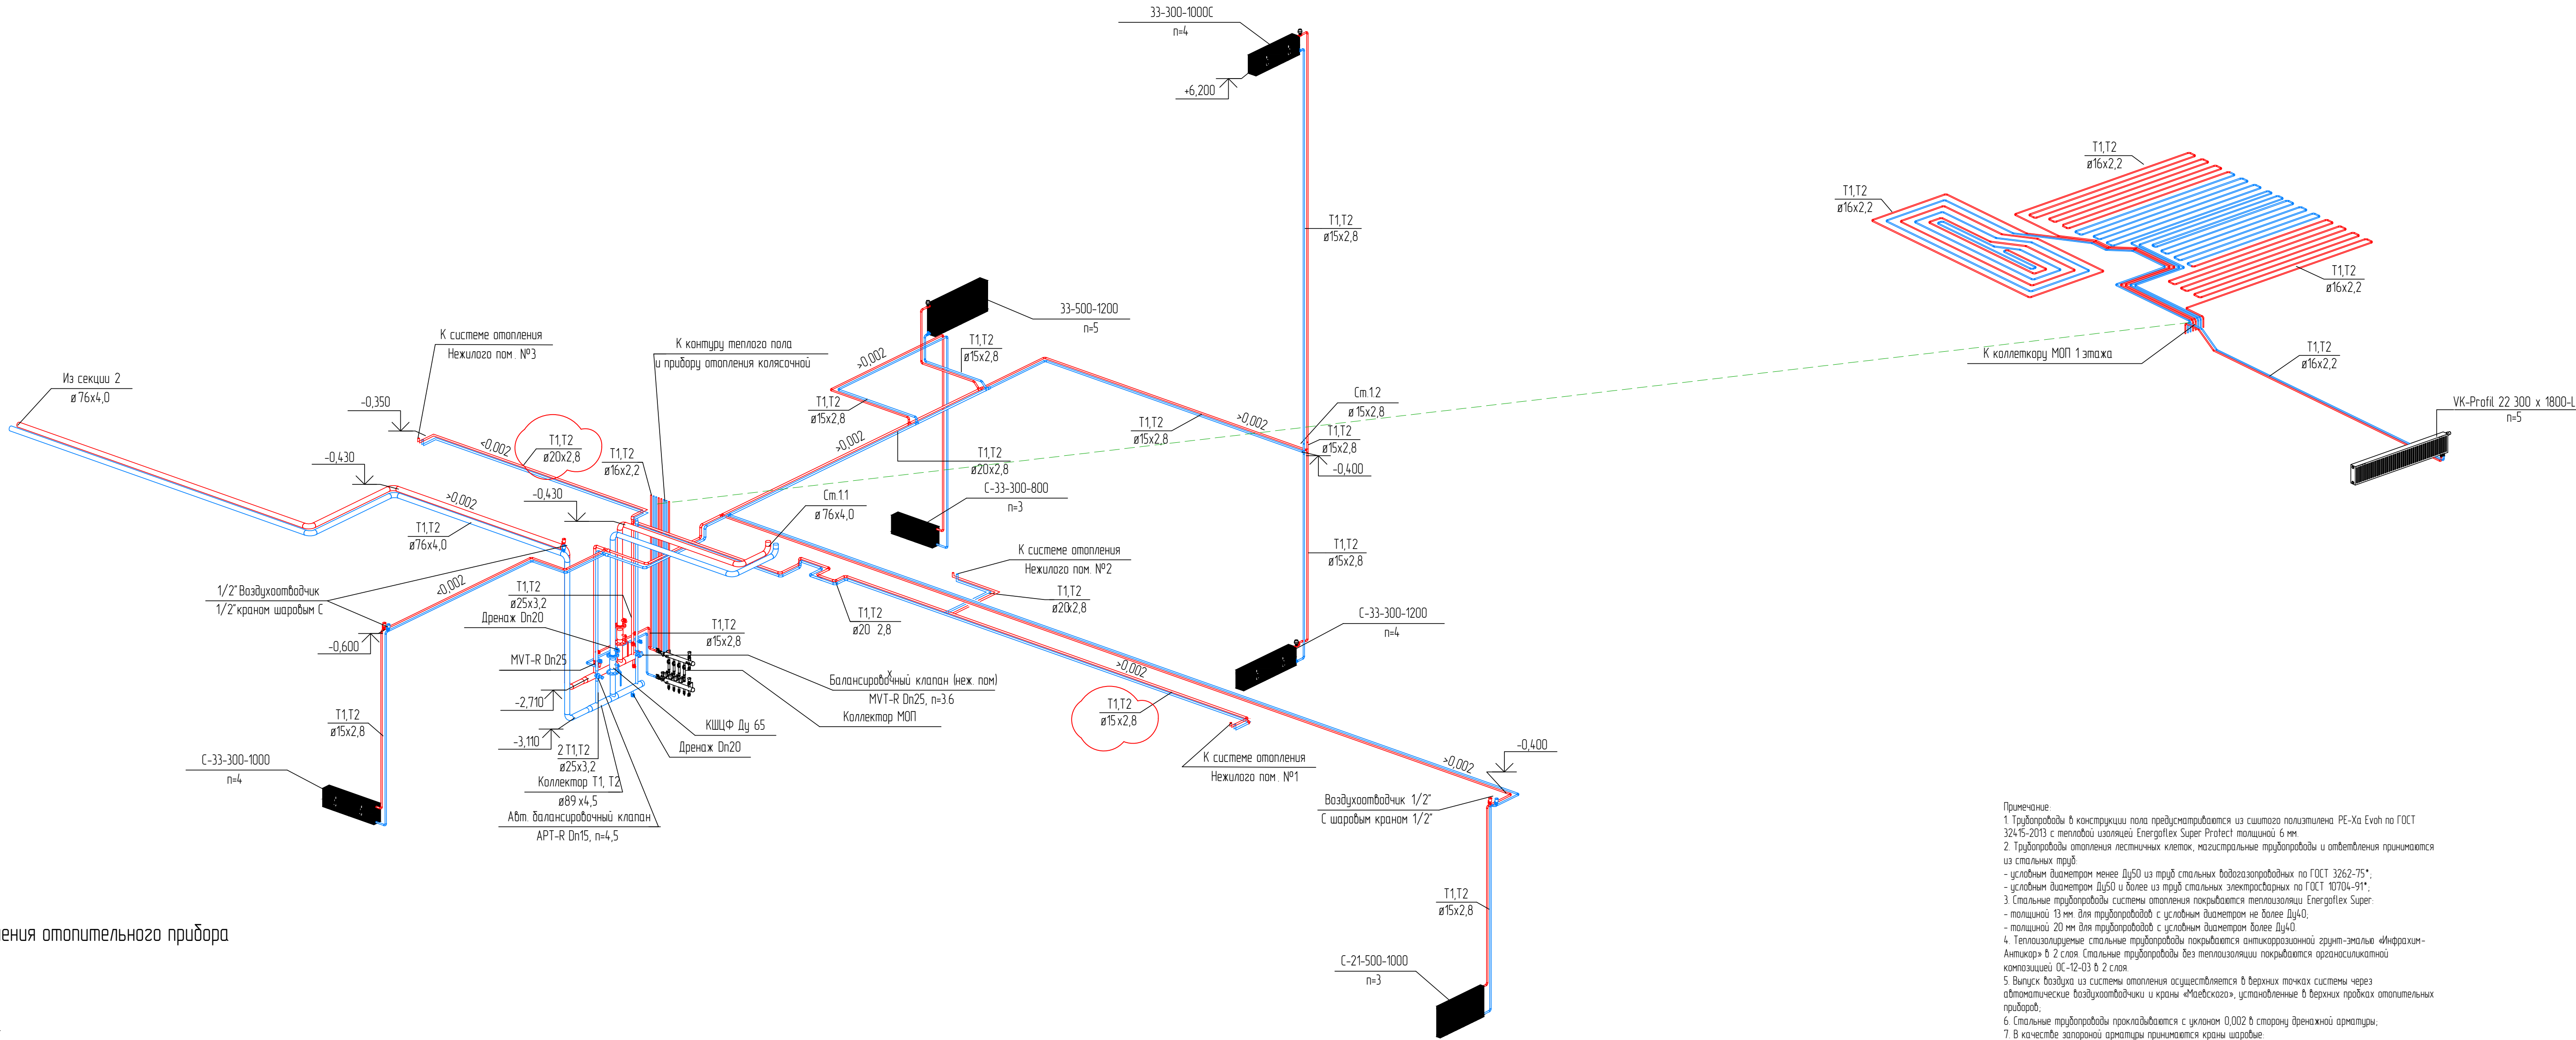 33-300-1000С
n=4
+6,200
Т1,Т2
ø16х2,2
Т1,Т2
ø16х2,2
Т1,Т2
ø15х2,8
Т1,Т2
ø16х2,2
33-500-1200
n=5
К системе отопления
Нежилого пом. №3
К контуру теплого пола
и прибору отопления колясочной
>0,002
Т1,Т2
ø15х2,8
К коллеткору МОП 1 этажа
Т1,Т2
ø16х2,2
Из секции 2
ø 76х4,0
-0,350
Т1,Т2
ø15х2,8
Т1,Т2
ø15х2,8
>0,002
Ст.1.2
ø 15х2,8
VK-Profil 22 300 x 1800-L
n=5
<0,002
Т1,Т2
ø20х2,8
Т1,Т2
ø16х2,2
>0,002
Т1,Т2
ø15х2,8
-0,430
Т1,Т2
ø20х2,8
-0,400
>0,002
-0,430
Ст.1.1
ø 76х4,0
С-33-300-800
n=3
Т1,Т2
ø76х4,0
К системе отопления
Нежилого пом. №2
Т1,Т2
ø15х2,8
1/2" Воздухоотводчик
1/2"краном шаровым С
<0,002
Т1,Т2
ø25х3,2
Дренаж Dn20
Т1,Т2
ø20х2,8
Т1,Т2
ø20 2,8
С-33-300-1200
n=4
-0,600
Т1,Т2
ø15х2,8
MVT-R Dn25
х
Балансировочный клапан (неж. пом)
MVT-R Dn25, n=3.6
>0,002
-2,710
Коллектор МОП
Т1,Т2
ø15х2,8
Т1,Т2
ø15х2,8
КШЦФ Ду 65
-3,110
Дренаж Dn20
2 Т1,Т2
ø25х3,2
К системе отопления
Нежилого пом. №1
-0,400
>0,002
С-33-300-1000
n=4
Коллектор Т1, Т2
ø89 х4,5
Авт. балансировочный клапан
APT-R Dn15, n=4,5
Воздухоотводчик 1/2"
С шаровым краном 1/2"
Т1,Т2
ø15х2,8
ения отопительного прибора
С-21-500-1000
n=3
Примечание:
1. Трубопроводы в конструкции пола предусматриваются из сшитого полиэтилена PE-Xa Evoh по ГОСТ
32415-2013 с тепловой изоляцей Energoflex Super Protect толщиной 6 мм.
2. Трубопроводы отопления лестничных клеток, магистральные трубопроводы и ответвления принимаются
из стальных труб:
- условным диаметром менее Ду50 из труб стальных водогазопроводных по ГОСТ 3262-75*;
- условным диаметром Ду50 и более из труб стальных электросварных по ГОСТ 10704-91*;
3. Стальные трубопроводы системы отопления покрываются теплоизоляци Energoflex Super:
- толщиной 13 мм. для трубопроводов с условным диаметром не более Ду40;
- толщиной 20 мм для трубопроводов с условным диаметром более Ду40.
4. Теплоизолируемые стальные трубопроводы покрываются антикоррозионной грунт-эмалью «Инфрахим-
Антикор» в 2 слоя. Стальные трубопроводы без теплоизоляции покрываются органосиликатной
композицией ОС-12-03 в 2 слоя.
5. Выпуск воздуха из системы отопления осуществляется в верхних точках системы через
автоматические воздухоотводчики и краны «Маевского», установленные в верхних пробках отопительных
приборов;
6. Стальные трубопроводы прокладываются с уклоном 0,002 в сторону дренажной арматуры;
7. В качестве запороной арматуры принимаются краны шаровые: